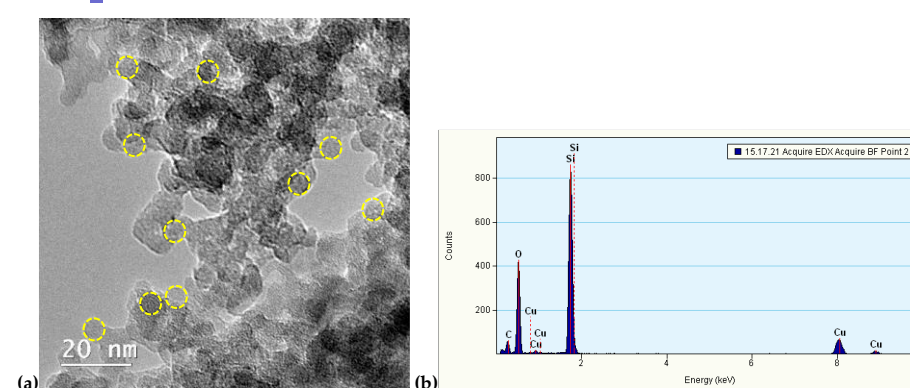 20 nm
(a)
(b)
15.17.21 Acquire EDX Acquire BF Point 2
Si
Si
O
C
Cu
Cu
Cu
Cu
Cu
800
600
400
200
Counts
2
4
6
8
Energy (keV)